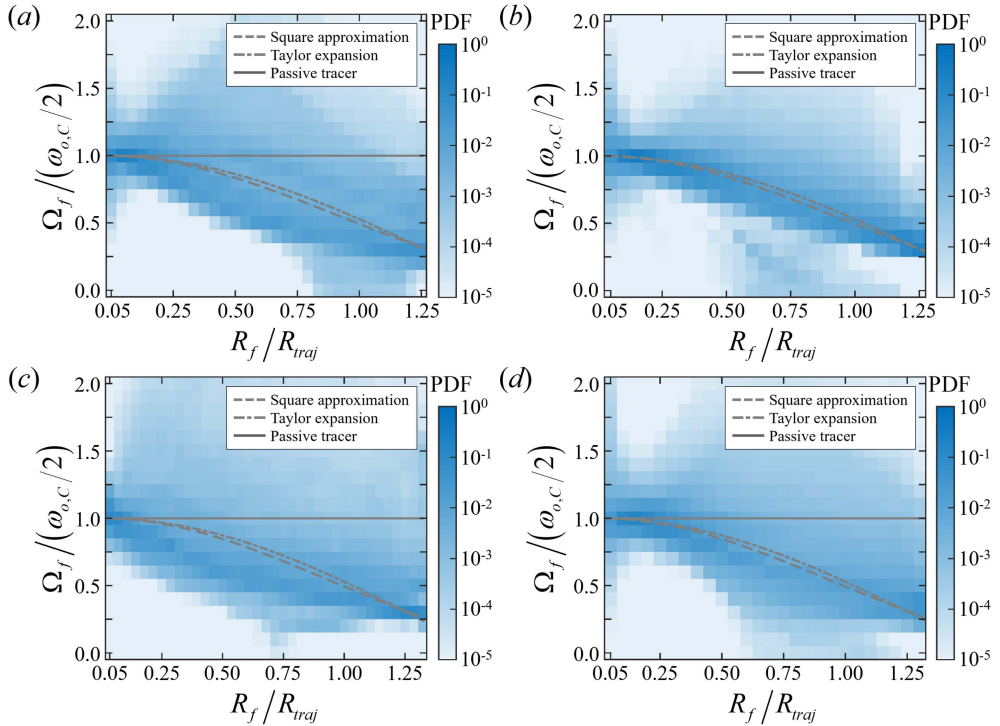 (a)
PDF
2.0
1.5
1.0
0.5
0.0
Ω_f/(ω_{o,C}/2)
Square approximation
Taylor expansion
Passive tracer
10^0
10^-1
10^-2
10^-3
10^-4
10^-5
0.05 0.25 0.50 0.75 1.00 1.25
R_f/R_{traj}
(b)
PDF
2.0
1.5
1.0
0.5
0.0
Ω_f/(ω_{o,C}/2)
Square approximation
Taylor expansion
Passive tracer
10^0
10^-1
10^-2
10^-3
10^-4
10^-5
0.05 0.25 0.50 0.75 1.00 1.25
R_f/R_{traj}
(c)
PDF
2.0
1.5
1.0
0.5
0.0
Ω_f/(ω_{o,C}/2)
Square approximation
Taylor expansion
Passive tracer
10^0
10^-1
10^-2
10^-3
10^-4
10^-5
0.05 0.25 0.50 0.75 1.00 1.25
R_f/R_{traj}
(d)
PDF
2.0
1.5
1.0
0.5
0.0
Ω_f/(ω_{o,C}/2)
Square approximation
Taylor expansion
Passive tracer
10^0
10^-1
10^-2
10^-3
10^-4
10^-5
0.05 0.25 0.50 0.75 1.00 1.25
R_f/R_{traj}